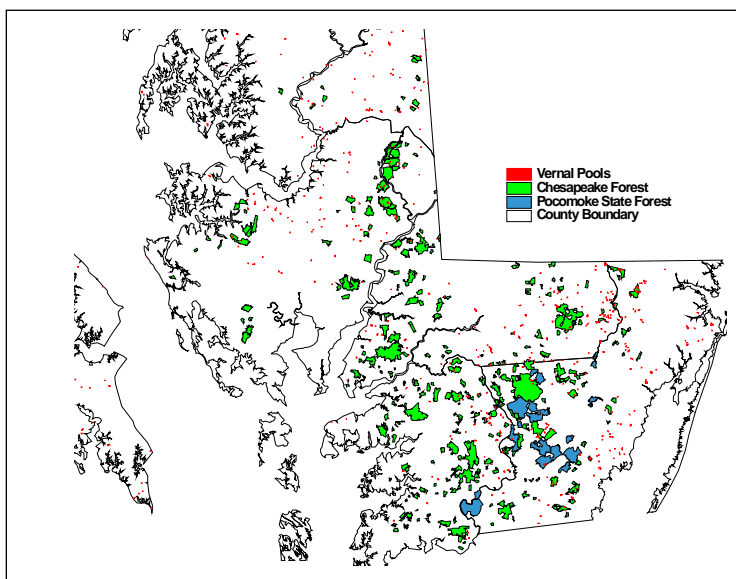 Vernal Pools
Chesapeake Forest
Pocomoke State Forest
County Boundary